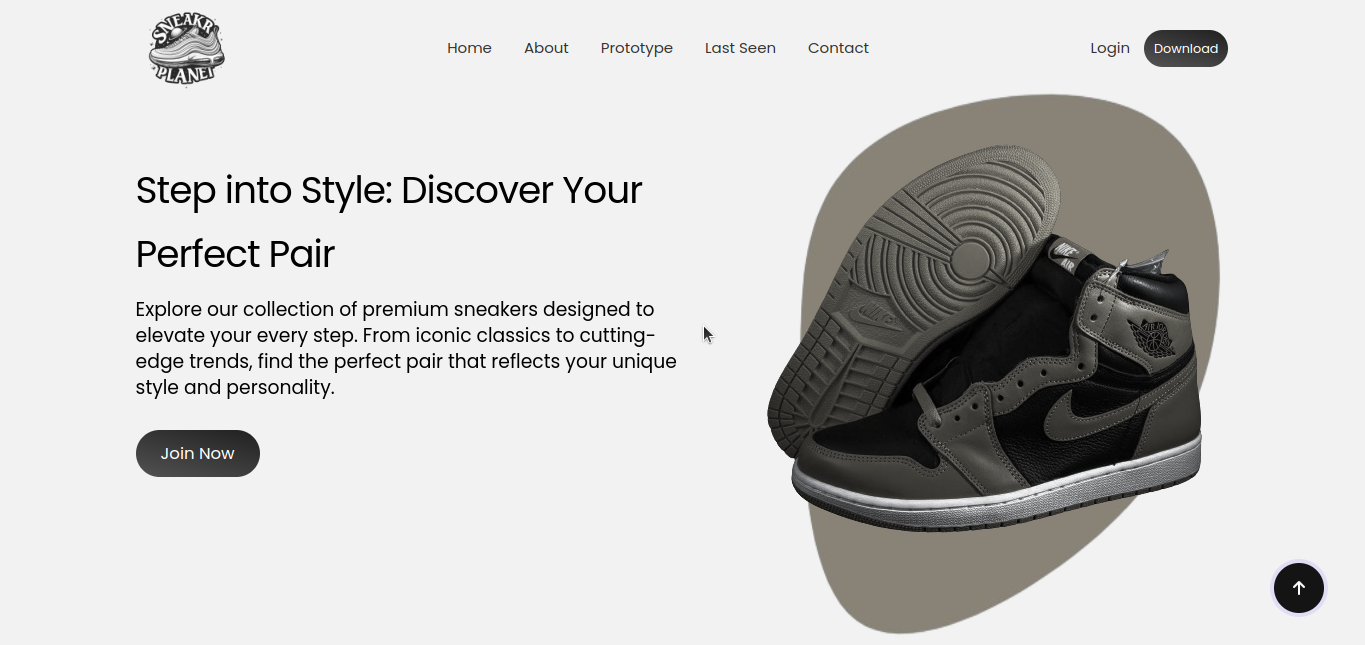 SNEAKR
PLANET
Home About Prototype Last Seen Contact
Login Download
Step into Style: Discover Your
Perfect Pair
Explore our collection of premium sneakers designed to
elevate your every step. From iconic classics to cutting-
edge trends, find the perfect pair that reflects your unique
style and personality.
Join Now
NIKE
AIR